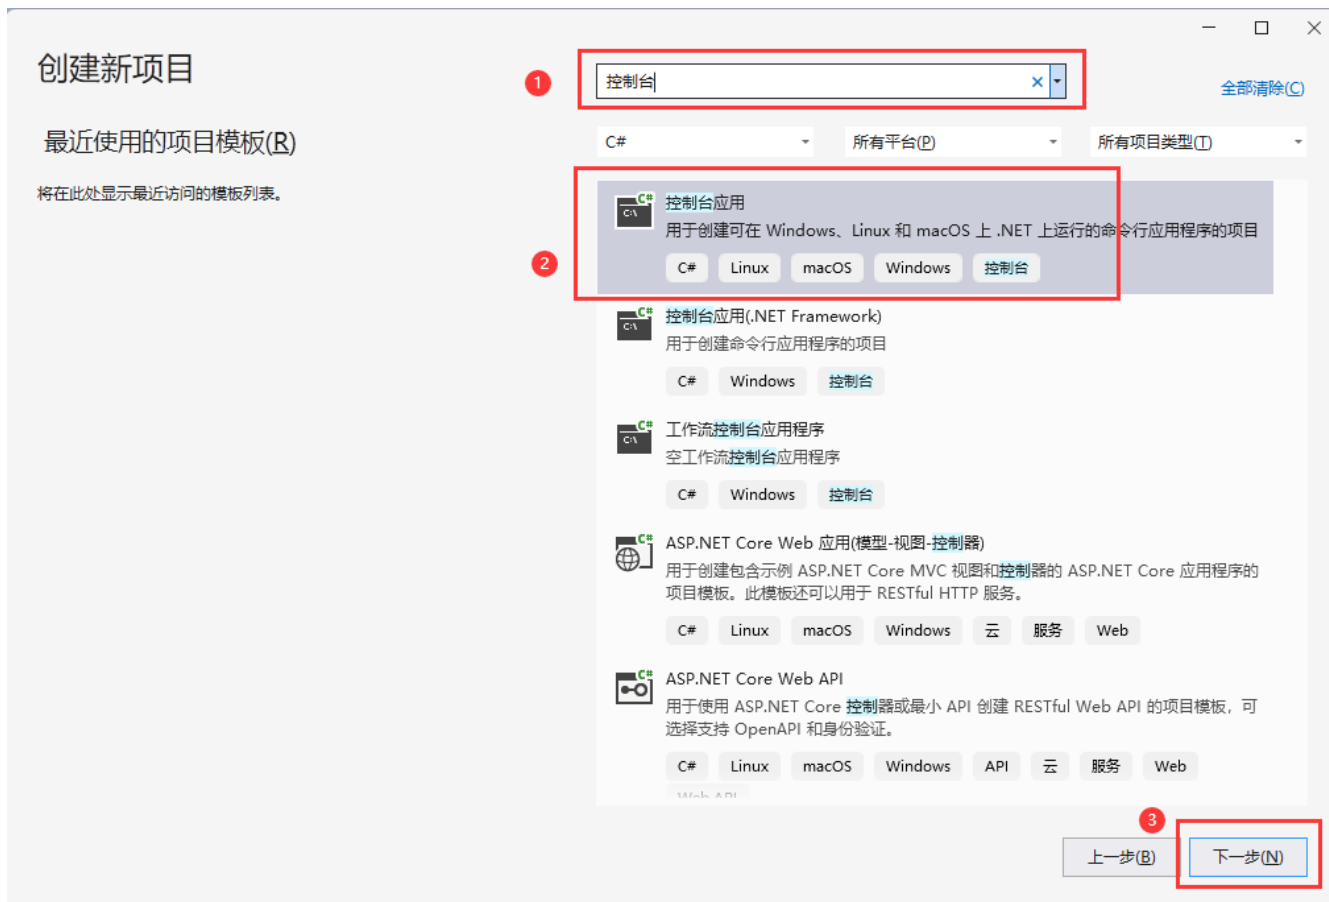 创建新项目
最近使用的项目模板(R)
将在此处显示最近访问的模板列表。
1
控制台
全部清除(C)
C#
所有平台(P)
所有项目类型(T)
2
控制台应用
用于创建可在 Windows、Linux 和 macOS 上 .NET 上运行的命令行应用程序的项目
C# Linux macOS Windows 控制台
控制台应用(.NET Framework)
用于创建命令行应用程序的项目
C# Windows 控制台
工作流控制台应用程序
空工作流控制台应用程序
C# Windows 控制台
ASP.NET Core Web 应用(模型-视图-控制器)
用于创建包含示例 ASP.NET Core MVC 视图和控制器的 ASP.NET Core 应用程序的
项目模板。此模板还可以用于 RESTful HTTP 服务。
C# Linux macOS Windows 云 服务 Web
ASP.NET Core Web API
用于使用 ASP.NET Core 控制器或最小 API 创建 RESTful Web API 的项目模板，可
选择支持 OpenAPI 和身份验证。
C# Linux macOS Windows API 云 服务 Web
Web API
3
上一步(B)
下一步(N)